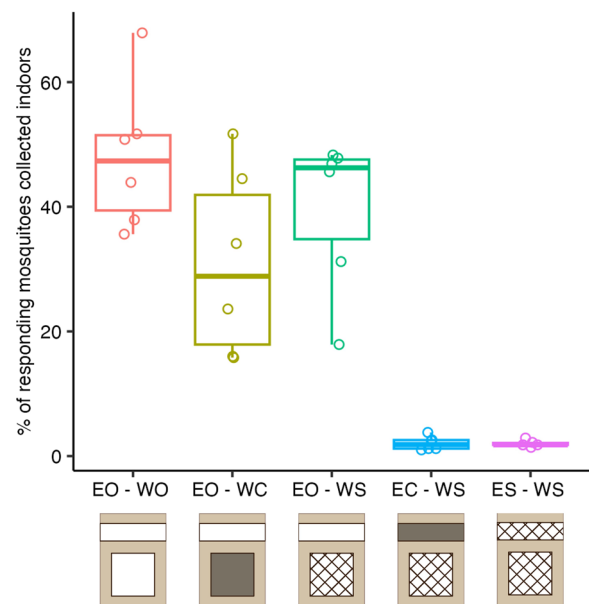 % of responding mosquitoes collected indoors
60
40
20
0
EO - WO EO - WC EO - WS EC - WS ES - WS